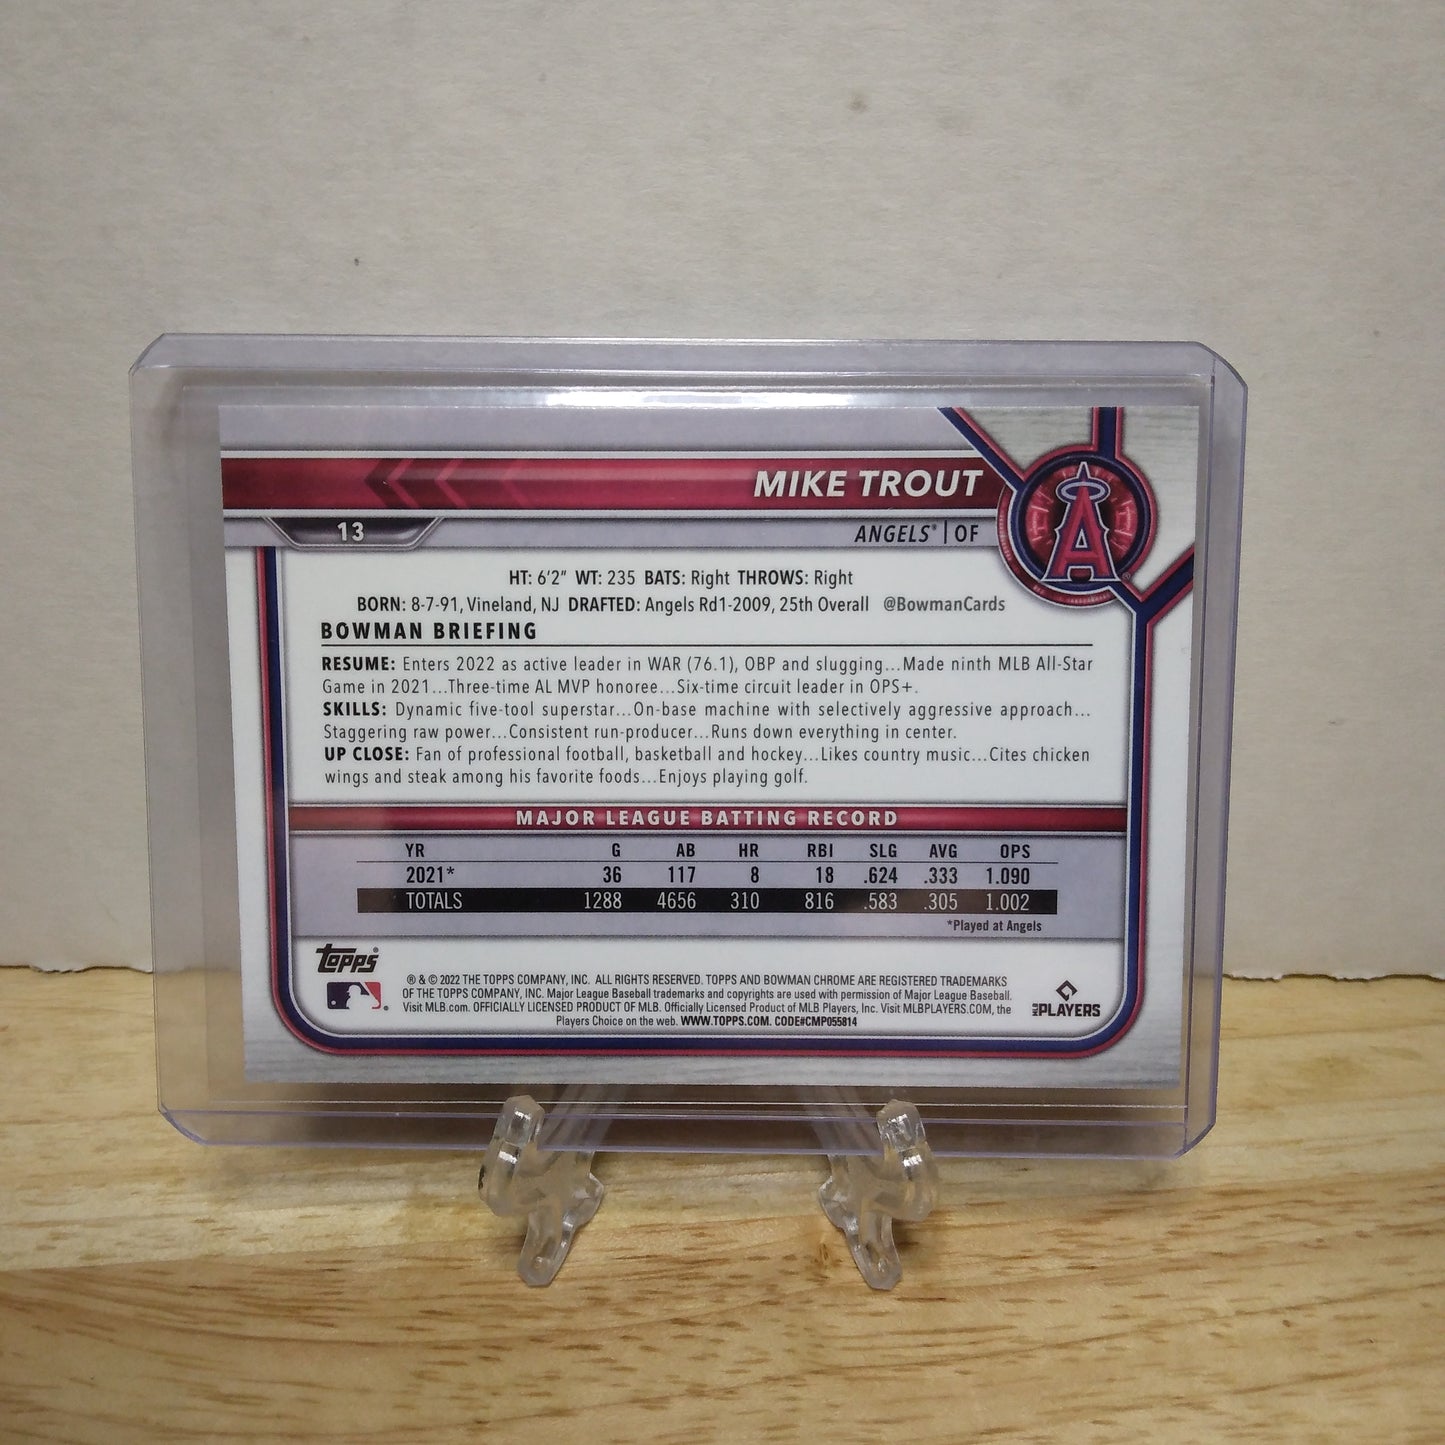 MIKE TROUT
13
ANGELS® | OF
A
HT: 6'2" WT: 235 BATS: Right THROWS: Right
BORN: 8-7-91, Vineland, NJ DRAFTED: Angels Rd1-2009, 25th Overall @BowmanCards
BOWMAN BRIEFING
RESUME: Enters 2022 as active leader in WAR (76.1), OBP and slugging...Made ninth MLB All-Star
Game in 2021...Three-time AL MVP honoree...Six-time circuit leader in OPS+.
SKILLS: Dynamic five-tool superstar...On-base machine with selectively aggressive approach...
Staggering raw power...Consistent run-producer...Runs down everything in center.
UP CLOSE: Fan of professional football, basketball and hockey...Likes country music...Cites chicken
wings and steak among his favorite foods...Enjoys playing golf.
MAJOR LEAGUE BATTING RECORD
YR G AB HR RBI SLG AVG OPS
2021* 36 117 8 18 .624 .333 1.090
TOTALS 1288 4656 310 816 .583 .305 1.002
*Played at Angels
Topps®
® & © 2022 THE TOPPS COMPANY, INC. ALL RIGHTS RESERVED. TOPPS AND BOWMAN CHROME ARE REGISTERED TRADEMARKS
OF THE TOPPS COMPANY, INC. Major League Baseball trademarks and copyrights are used with permission of Major League Baseball.
Visit MLB.com. OFFICIALLY LICENSED PRODUCT OF MLB. Officially Licensed Product of MLB Players, Inc. Visit MLBPLAYERS.COM, the
Players Choice on the web. WWW.TOPPS.COM. CODE#CMP055814
MLB PLAYERS